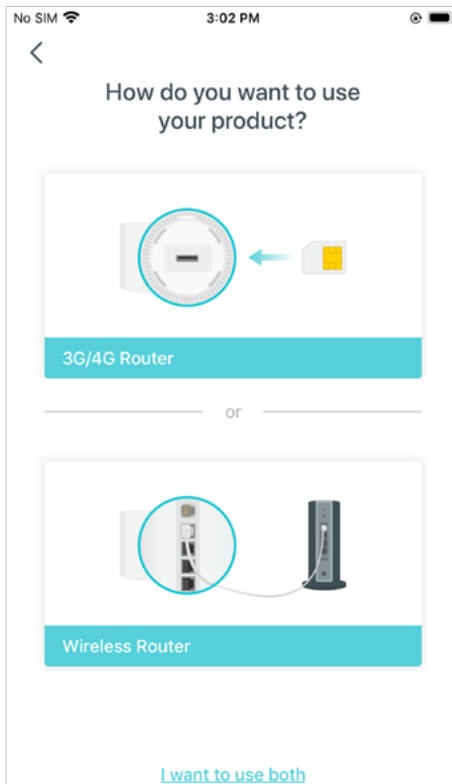 No SIM 3:02 PM
How do you want to use
your product?
3G/4G Router
or
Wireless Router
I want to use both